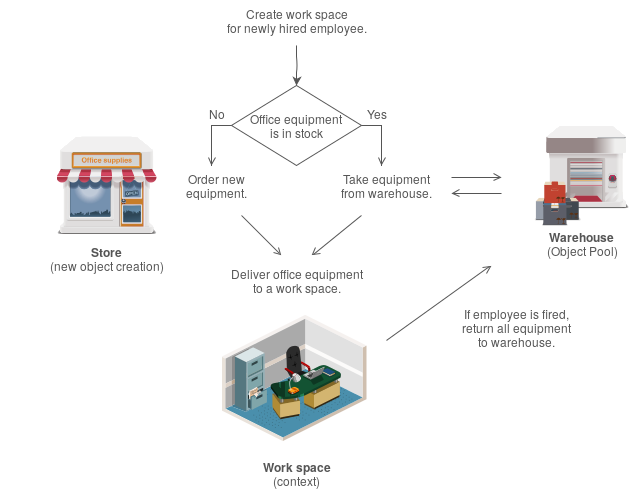 Create work space
for newly hired employee.
No
Office equipment
is in stock
Yes
Office supplies
OPEN
Order new
equipment.
Take equipment
from warehouse.
Store
(new object creation)
Warehouse
(Object Pool)
Deliver office equipment
to a work space.
If employee is fired,
return all equipment
to warehouse.
Work space
(context)